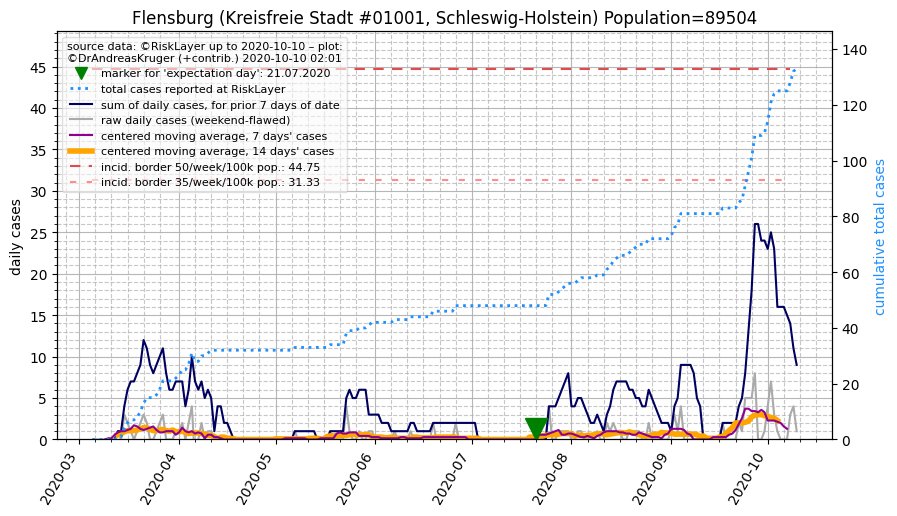 Flensburg (Kreisfreie Stadt #01001, Schleswig-Holstein) Population=89504
source data: ©RiskLayer up to 2020-10-10 – plot:
©DrAndreasKruger (+contrib.) 2020-10-10 02:01
marker for 'expectation day': 21.07.2020
total cases reported at RiskLayer
sum of daily cases, for prior 7 days of date
raw daily cases (weekend-flawed)
centered moving average, 7 days' cases
centered moving average, 14 days' cases
incid. border 50/week/100k pop.: 44.75
incid. border 35/week/100k pop.: 31.33
daily cases
45
40
35
30
25
20
15
10
5
0
140
120
100
80
60
40
20
0
cumulative total cases
2020-03
2020-04
2020-05
2020-06
2020-07
2020-08
2020-09
2020-10